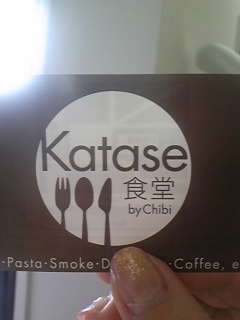 Katase
食堂
by Chibi
·Pasta·Smoke·D ·Coffee, e